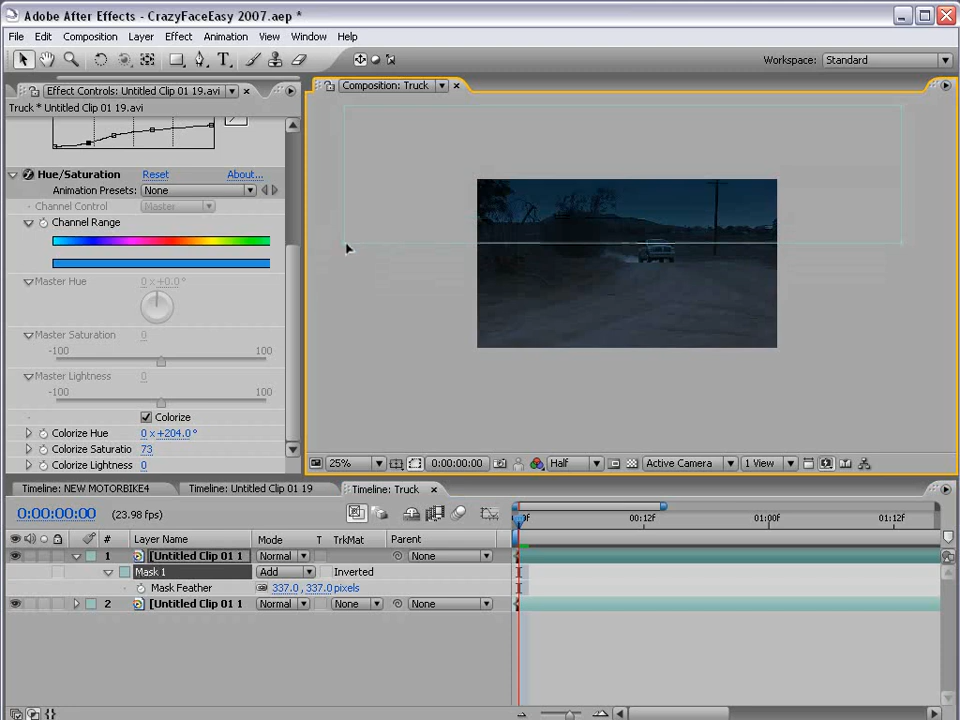 Adobe After Effects - CrazyFaceEasy 2007.aep *
File Edit Composition Layer Effect Animation View Window Help
Workspace: Standard
Effect Controls: Untitled Clip 01 19.avi
Composition: Truck
Truck * Untitled Clip 01 19.avi
Hue/Saturation Reset About...
Animation Presets: None
Channel Control Master
Channel Range
Master Hue 0 x +0.0°
Master Saturation 0
-100 100
Master Lightness 0
-100 100
Colorize
Colorize Hue 0 x +204.0°
Colorize Saturatio 73
Colorize Lightness 0
25% 0:00:00:00 Half Active Camera 1 View
Timeline: NEW MOTORBIKE4 Timeline: Untitled Clip 01 19 Timeline: Truck
0:00:00:00 (23.98 fps)
00:12f 01:00f 01:12f
# Layer Name Mode T TrkMat Parent
1 [Untitled Clip 01 1 Normal None
Mask 1 Add Inverted
Mask Feather 337.0, 337.0 pixels
2 [Untitled Clip 01 1 Normal None None